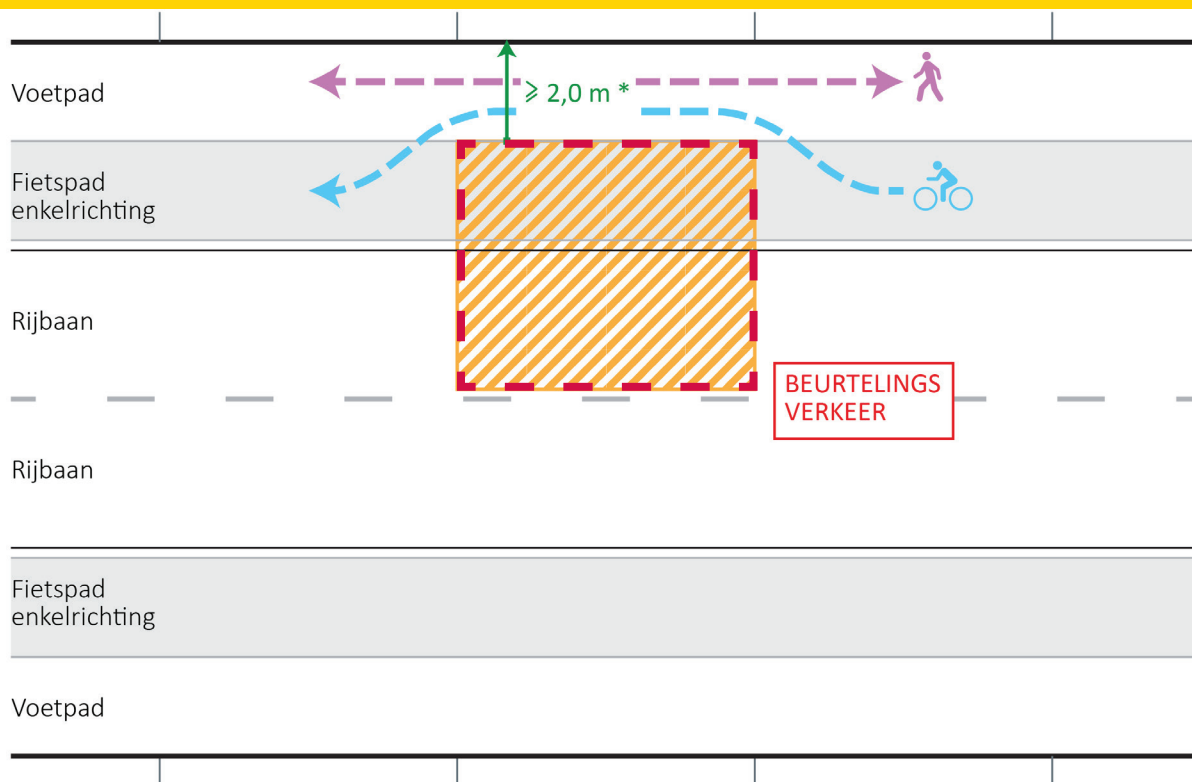 Voetpad
⩾ 2,0 m *
Fietspad
enkelrichting
Rijbaan
BEURTELINGS
VERKEER
Rijbaan
Fietspad
enkelrichting
Voetpad